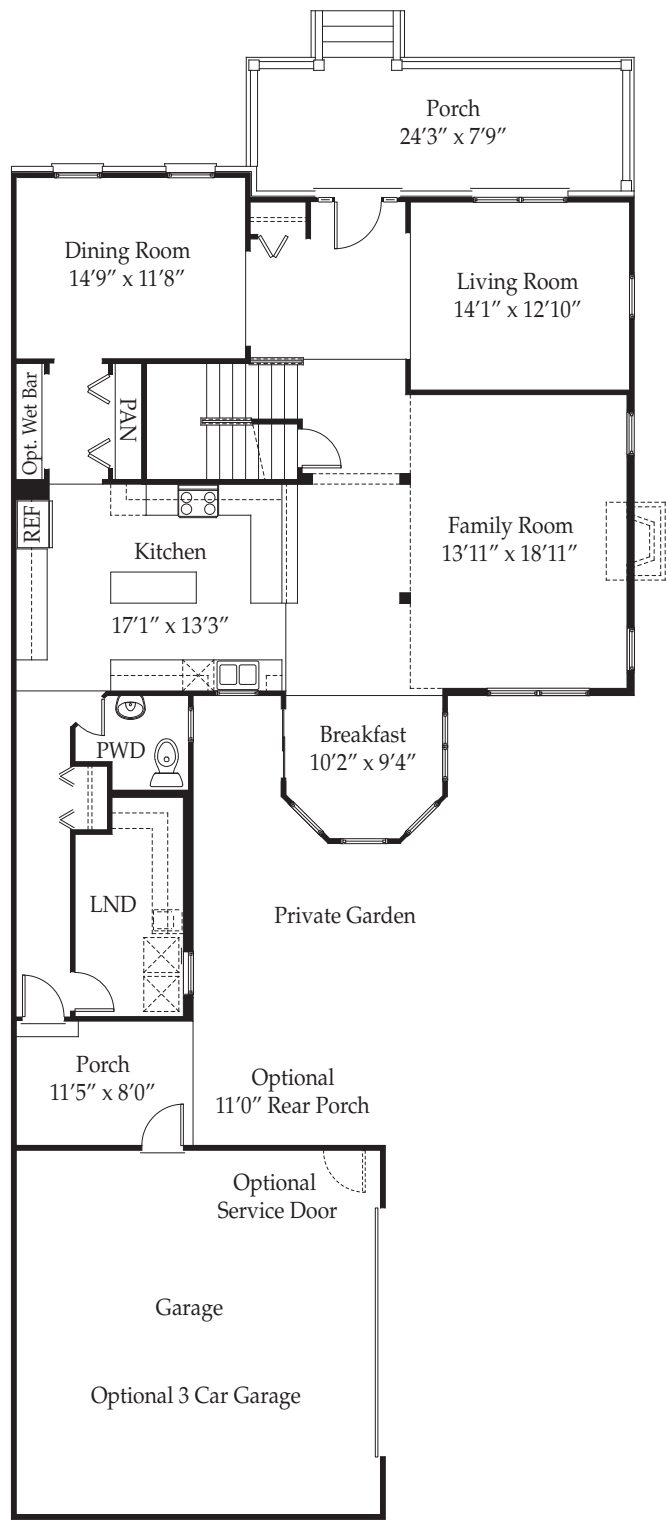 Porch
24’3” x 7’9”
Dining Room
14’9” x 11’8”
Living Room
14’1” x 12’10”
Opt. Wet Bar
PAN
REF
Kitchen
17’1” x 13’3”
Family Room
13’11” x 18’11”
PWD
Breakfast
10’2” x 9’4”
LND
Private Garden
Porch
11’5” x 8’0”
Optional
11’0” Rear Porch
Optional
Service Door
Garage
Optional 3 Car Garage